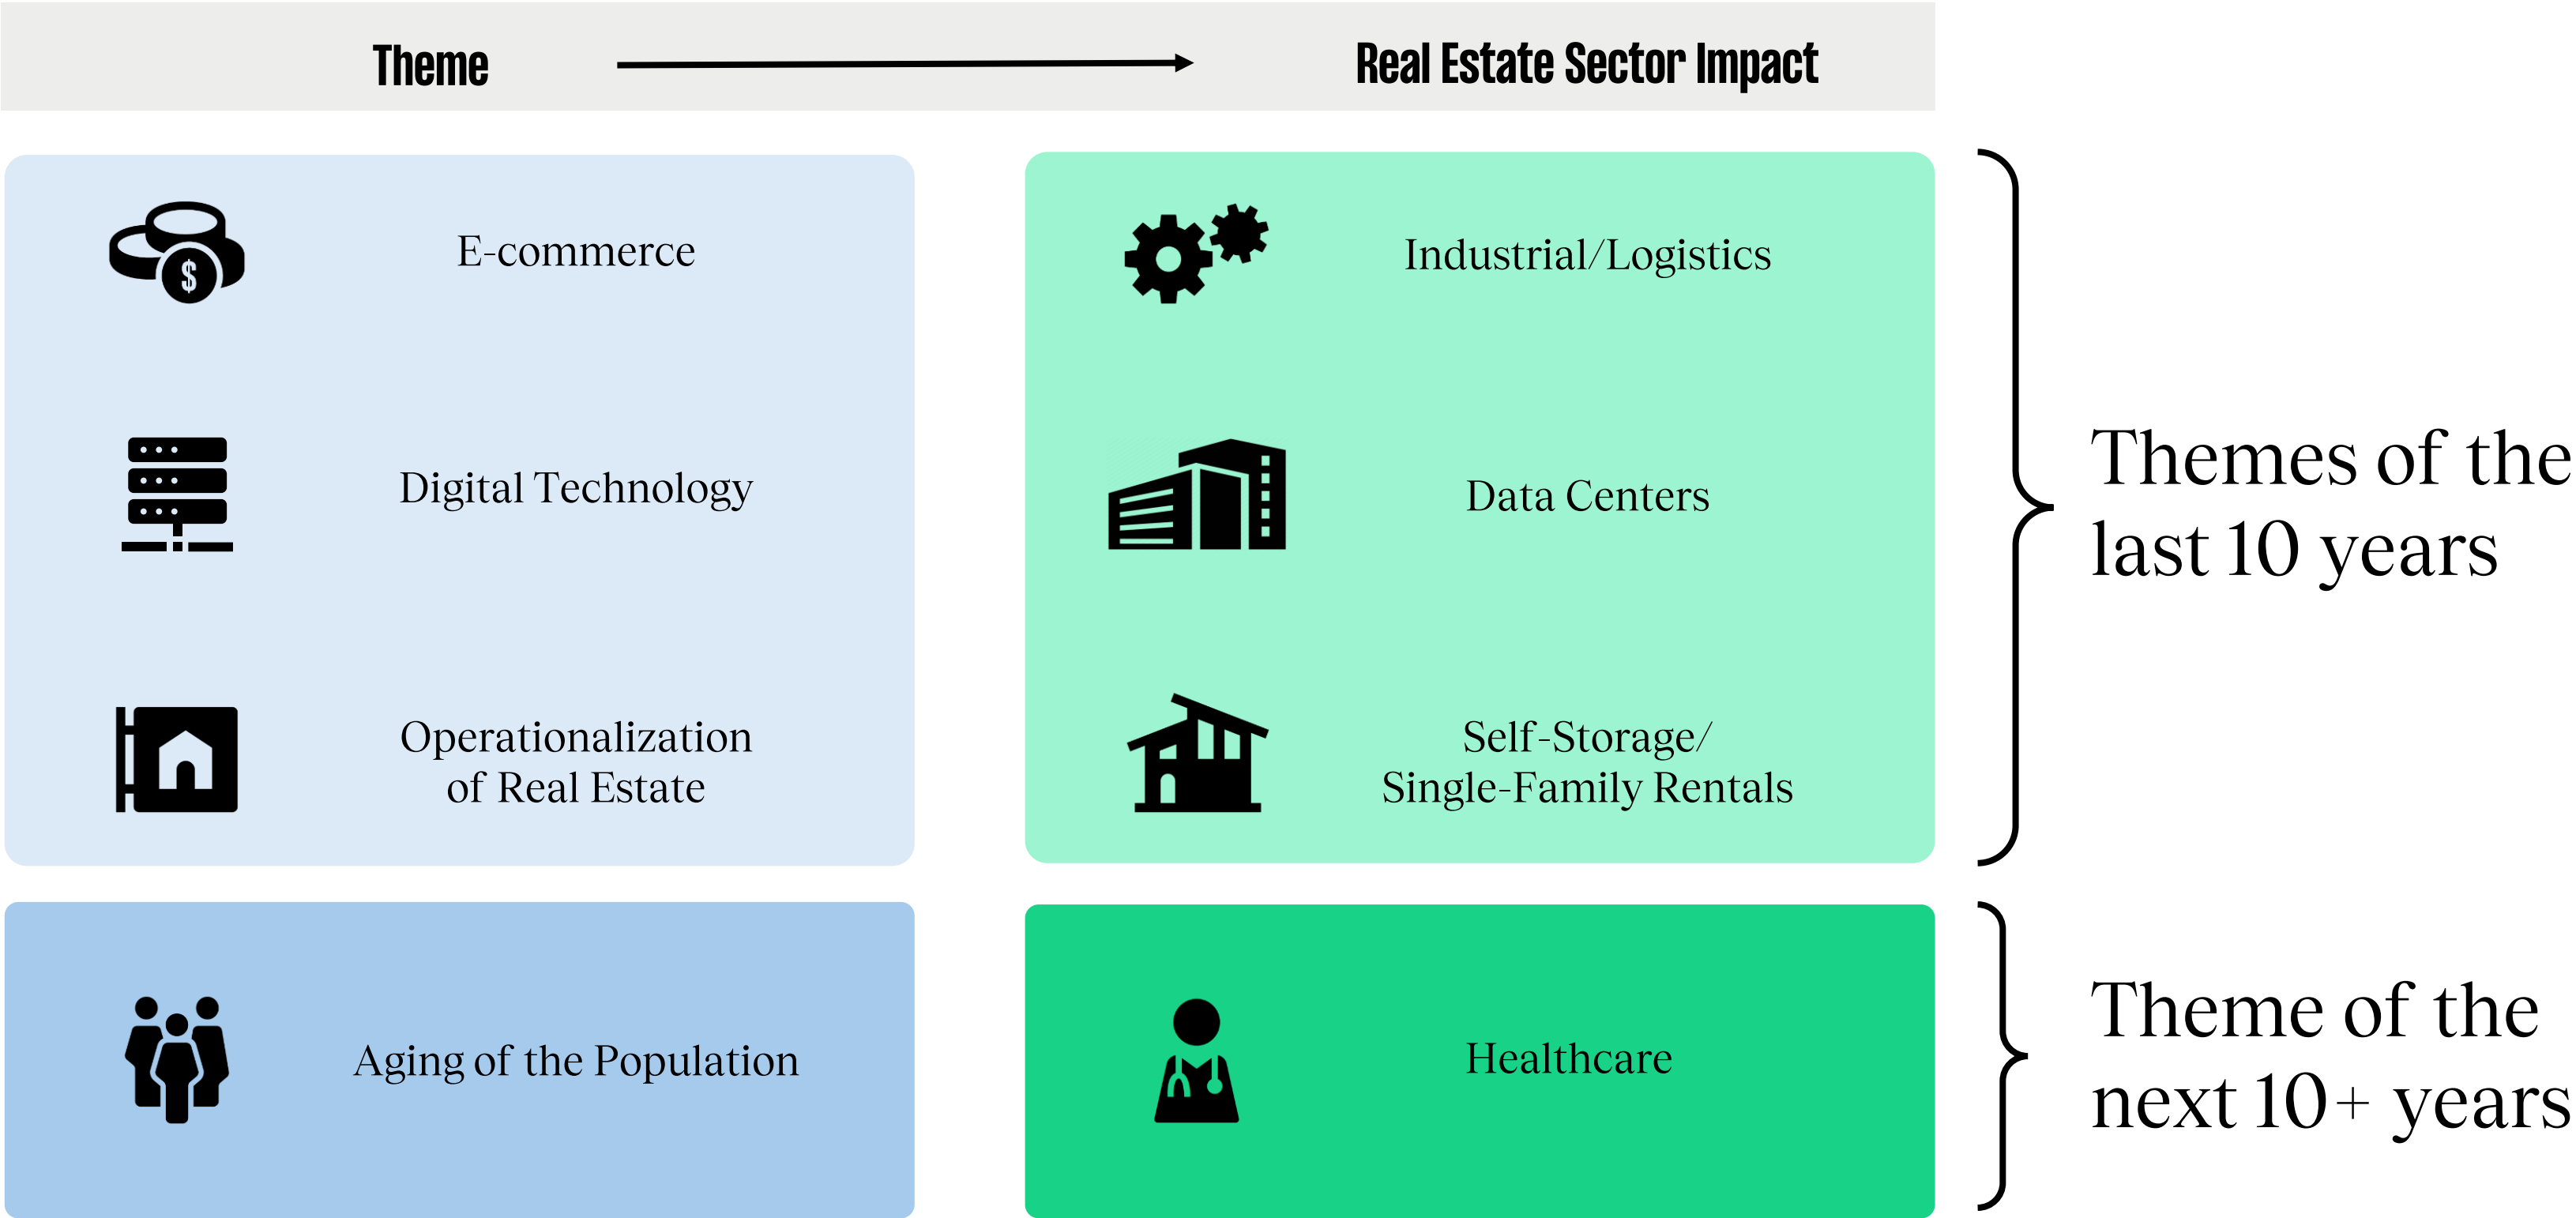 Theme
Real Estate Sector Impact
E-commerce
Industrial/Logistics
Digital Technology
Data Centers
Operationalization
of Real Estate
Self-Storage/
Single-Family Rentals
Themes of the
last 10 years
Aging of the Population
Healthcare
Theme of the
next 10+ years
$